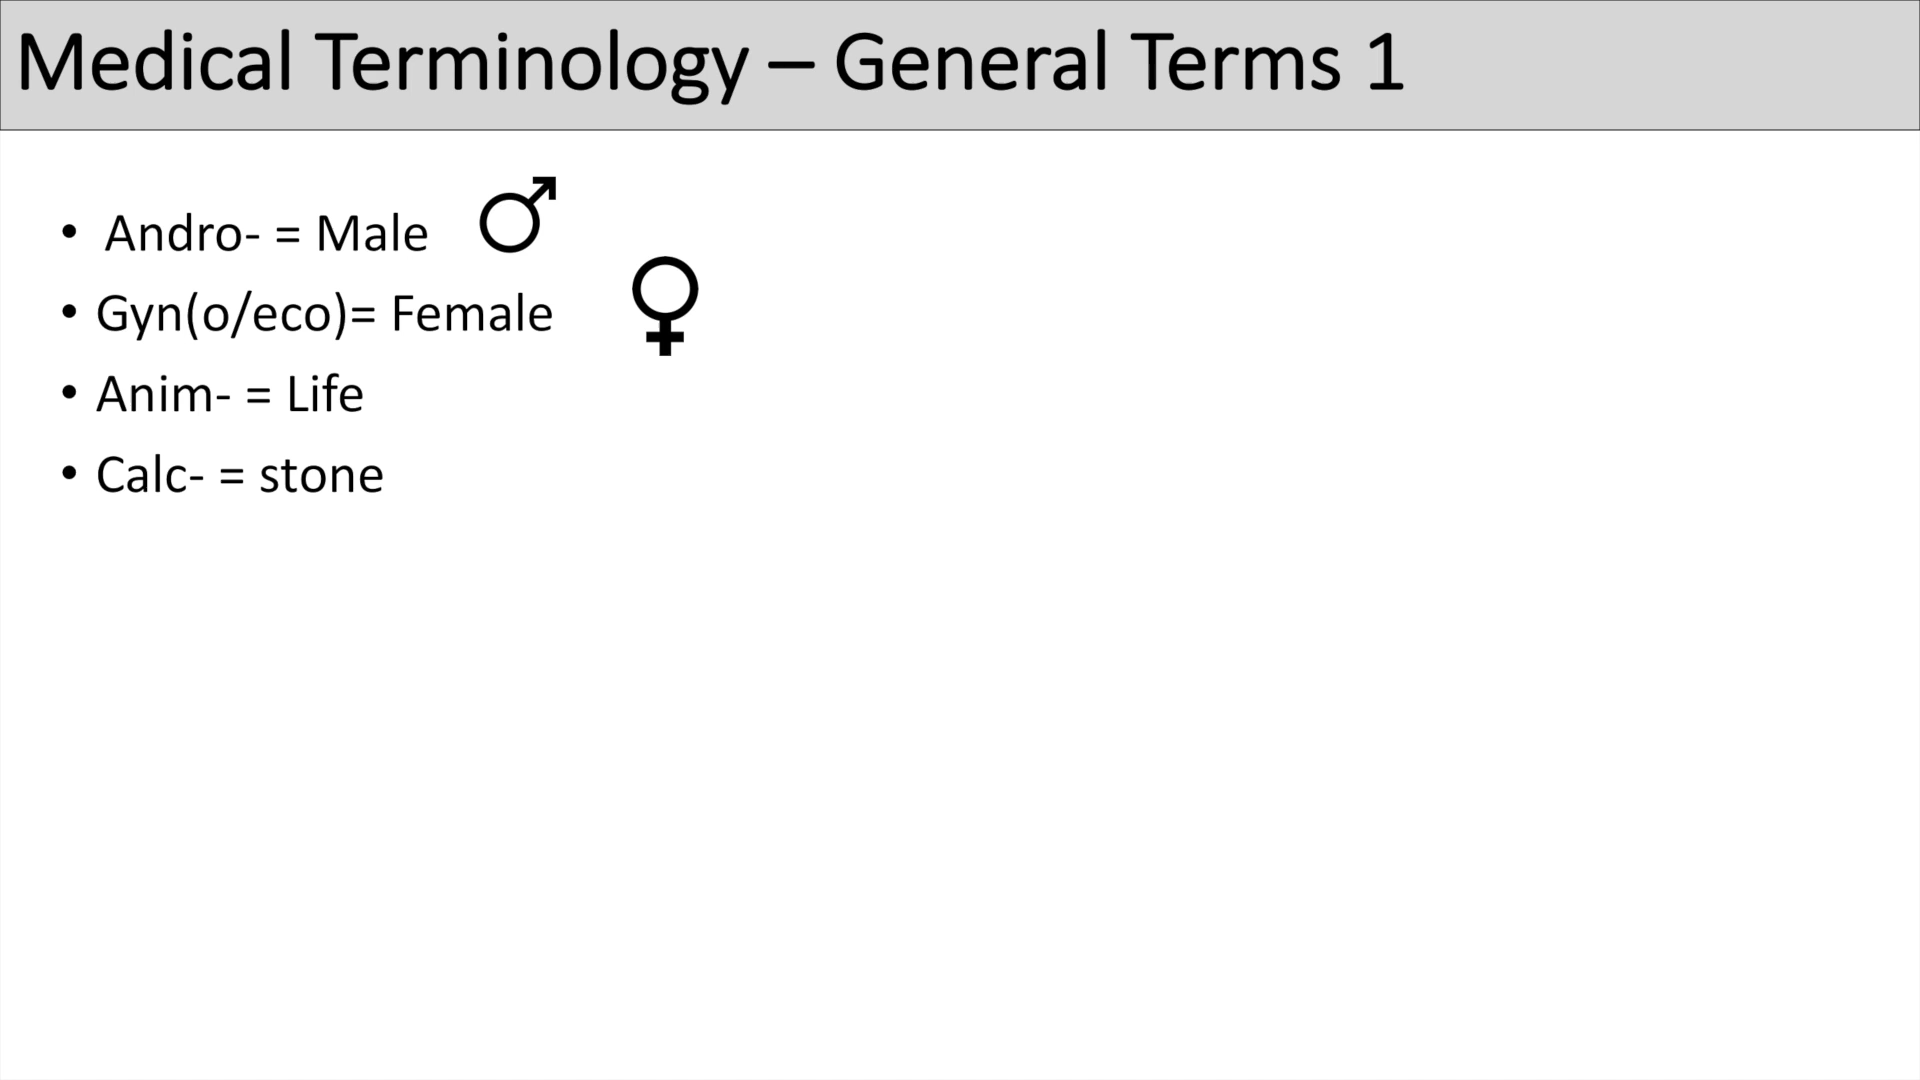 Medical Terminology – General Terms 1
• Andro- = Male ♂
• Gyn(o/eco)= Female ♀
• Anim- = Life
• Calc- = stone